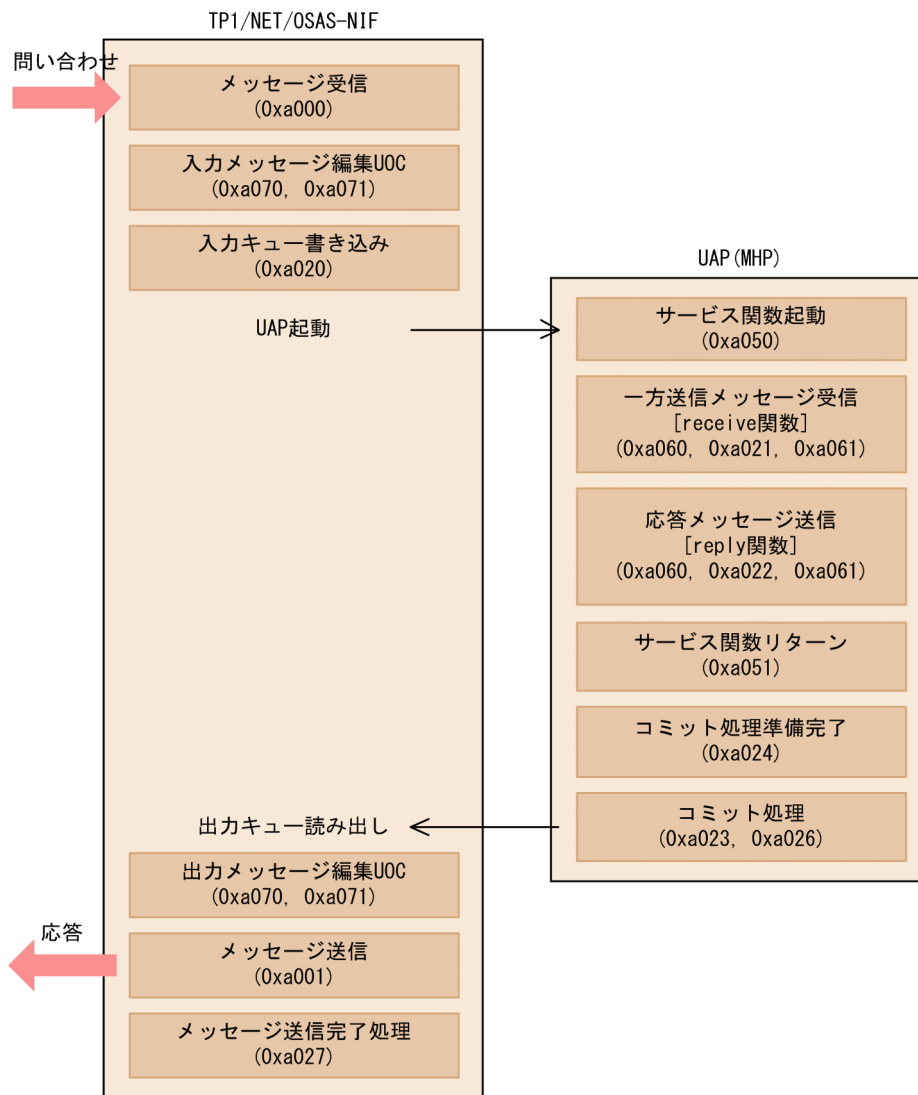 TP1/NET/OSAS-NIF
問い合わせ
メッセージ受信
(0xa000)
入力メッセージ編集UOC
(0xa070, 0xa071)
入力キュー書き込み
(0xa020)
UAP起動
UAP(MHP)
サービス関数起動
(0xa050)
一方送信メッセージ受信
[receive関数]
(0xa060, 0xa021, 0xa061)
応答メッセージ送信
[reply関数]
(0xa060, 0xa022, 0xa061)
サービス関数リターン
(0xa051)
コミット処理準備完了
(0xa024)
コミット処理
(0xa023, 0xa026)
出力キュー読み出し
出力メッセージ編集UOC
(0xa070, 0xa071)
応答
メッセージ送信
(0xa001)
メッセージ送信完了処理
(0xa027)